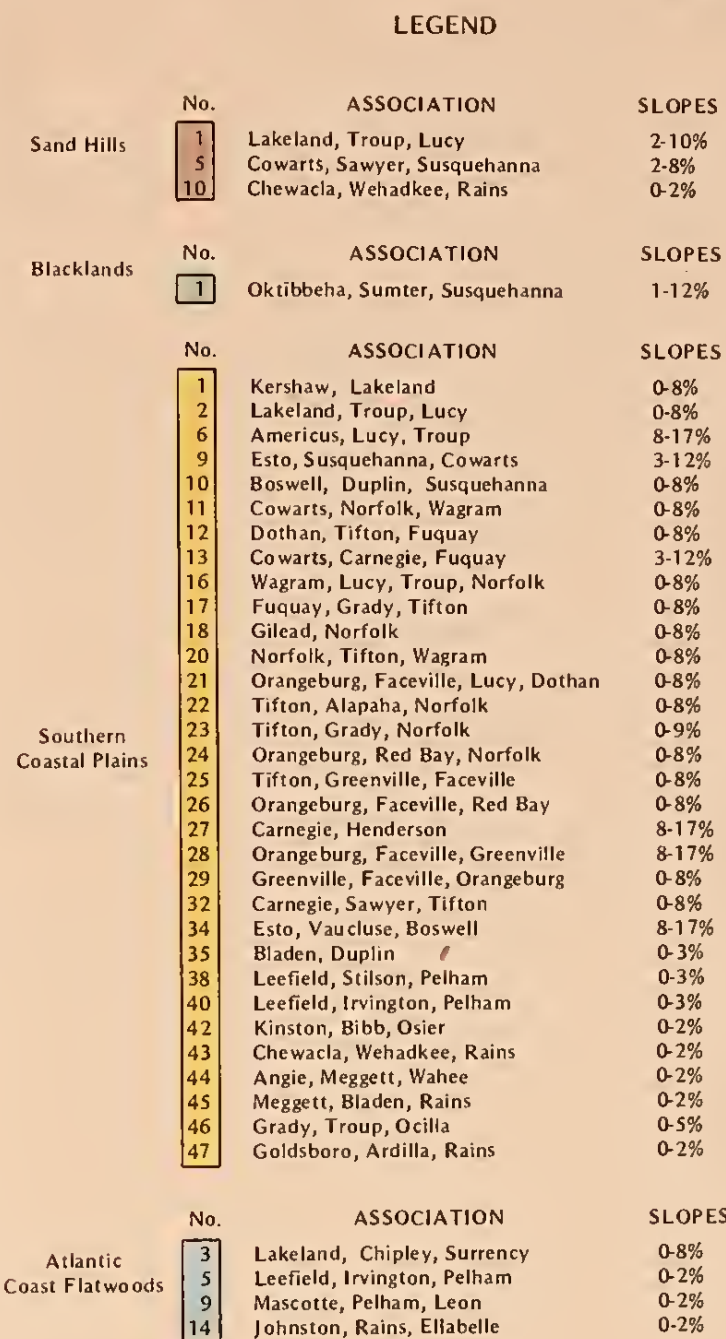 LEGEND
No. ASSOCIATION SLOPES
Sand Hills
1 Lakeland, Troup, Lucy 2-10%
5 Cowarts, Sawyer, Susquehanna 2-8%
10 Chewacla, Wehadkee, Rains 0-2%
No. ASSOCIATION SLOPES
Blacklands
1 Oktibbeha, Sumter, Susquehanna 1-12%
No. ASSOCIATION SLOPES
1 Kershaw, Lakeland 0-8%
2 Lakeland, Troup, Lucy 0-8%
6 Americus, Lucy, Troup 8-17%
9 Esto, Susquehanna, Cowarts 3-12%
10 Boswell, Duplin, Susquehanna 0-8%
11 Cowarts, Norfolk, Wagram 0-8%
12 Dothan, Tifton, Fuquay 0-8%
13 Cowarts, Carnegie, Fuquay 3-12%
16 Wagram, Lucy, Troup, Norfolk 0-8%
17 Fuquay, Grady, Tifton 0-8%
18 Gilead, Norfolk 0-8%
20 Norfolk, Tifton, Wagram 0-8%
21 Orangeburg, Faceville, Lucy, Dothan 0-8%
22 Tifton, Alapaha, Norfolk 0-8%
Southern
23 Tifton, Grady, Norfolk 0-9%
Coastal Plains
24 Orangeburg, Red Bay, Norfolk 0-8%
25 Tifton, Greenville, Faceville 0-8%
26 Orangeburg, Faceville, Red Bay 0-8%
27 Carnegie, Henderson 8-17%
28 Orangeburg, Faceville, Greenville 8-17%
29 Greenville, Faceville, Orangeburg 0-8%
32 Carnegie, Sawyer, Tifton 0-8%
34 Esto, Vaucluse, Boswell 8-17%
35 Bladen, Duplin 0-3%
38 Leefield, Stilson, Pelham 0-3%
40 Leefield, Irvington, Pelham 0-3%
42 Kinston, Bibb, Osier 0-2%
43 Chewacla, Wehadkee, Rains 0-2%
44 Angie, Meggett, Wahee 0-2%
45 Meggett, Bladen, Rains 0-2%
46 Grady, Troup, Ocilla 0-5%
47 Goldsboro, Ardilla, Rains 0-2%
No. ASSOCIATION SLOPES
Atlantic
Coast Flatwoods
3 Lakeland, Chipley, Surrency 0-8%
5 Leefield, Irvington, Pelham 0-2%
9 Mascotte, Pelham, Leon 0-2%
14 Johnston, Rains, Ellabelle 0-2%